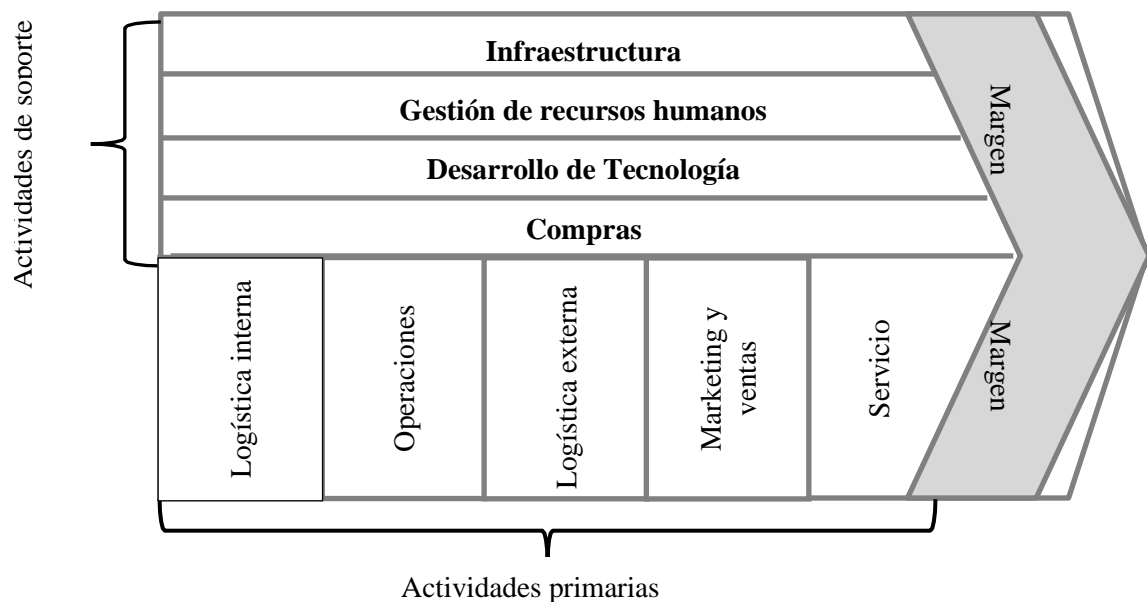 Actividades de soporte
Infraestructura
Gestión de recursos humanos
Desarrollo de Tecnología
Compras
Margen
Logística interna
Operaciones
Logística externa
Marketing y
ventas
Servicio
Margen
Actividades primarias